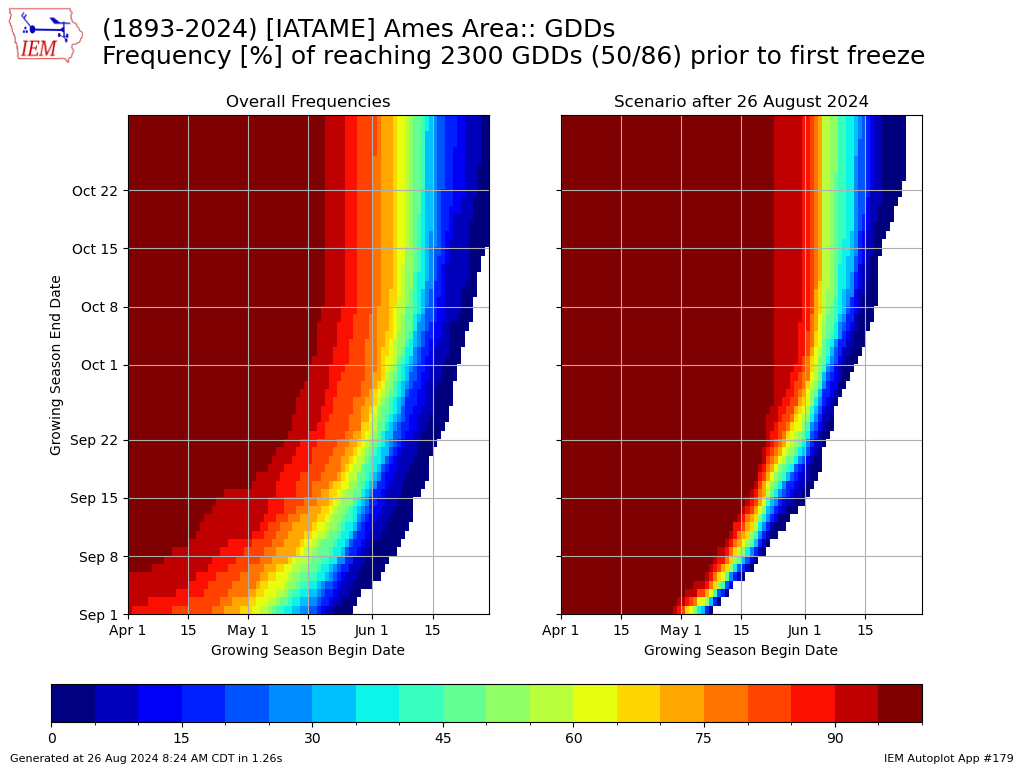 IEM
(1893-2024) [IATAME] Ames Area:: GDDs
Frequency [%] of reaching 2300 GDDs (50/86) prior to first freeze
Overall Frequencies
Scenario after 26 August 2024
Growing Season End Date
Oct 22
Oct 15
Oct 8
Oct 1
Sep 22
Sep 15
Sep 8
Sep 1
Apr 1 15 May 1 15 Jun 1 15
Apr 1 15 May 1 15 Jun 1 15
Growing Season Begin Date
Growing Season Begin Date
0 15 30 45 60 75 90
Generated at 26 Aug 2024 8:24 AM CDT in 1.26s
IEM Autoplot App #179